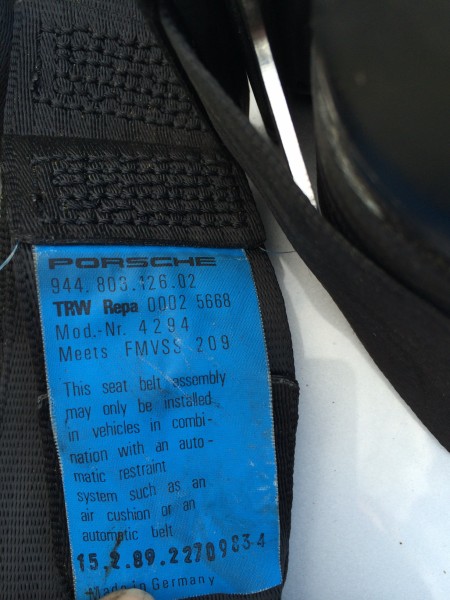 PORSCHE
944.803.126.02
TRW Repa 0002 5668
Mod.-Nr. 4294
Meets FMVSS 209
This seat belt assembly
may only be installed
in vehicles in combi-
nation with an auto-
matic restraint
system such as an
air cushion or an
automatic belt
15.2.89.22709834
Made in Germany